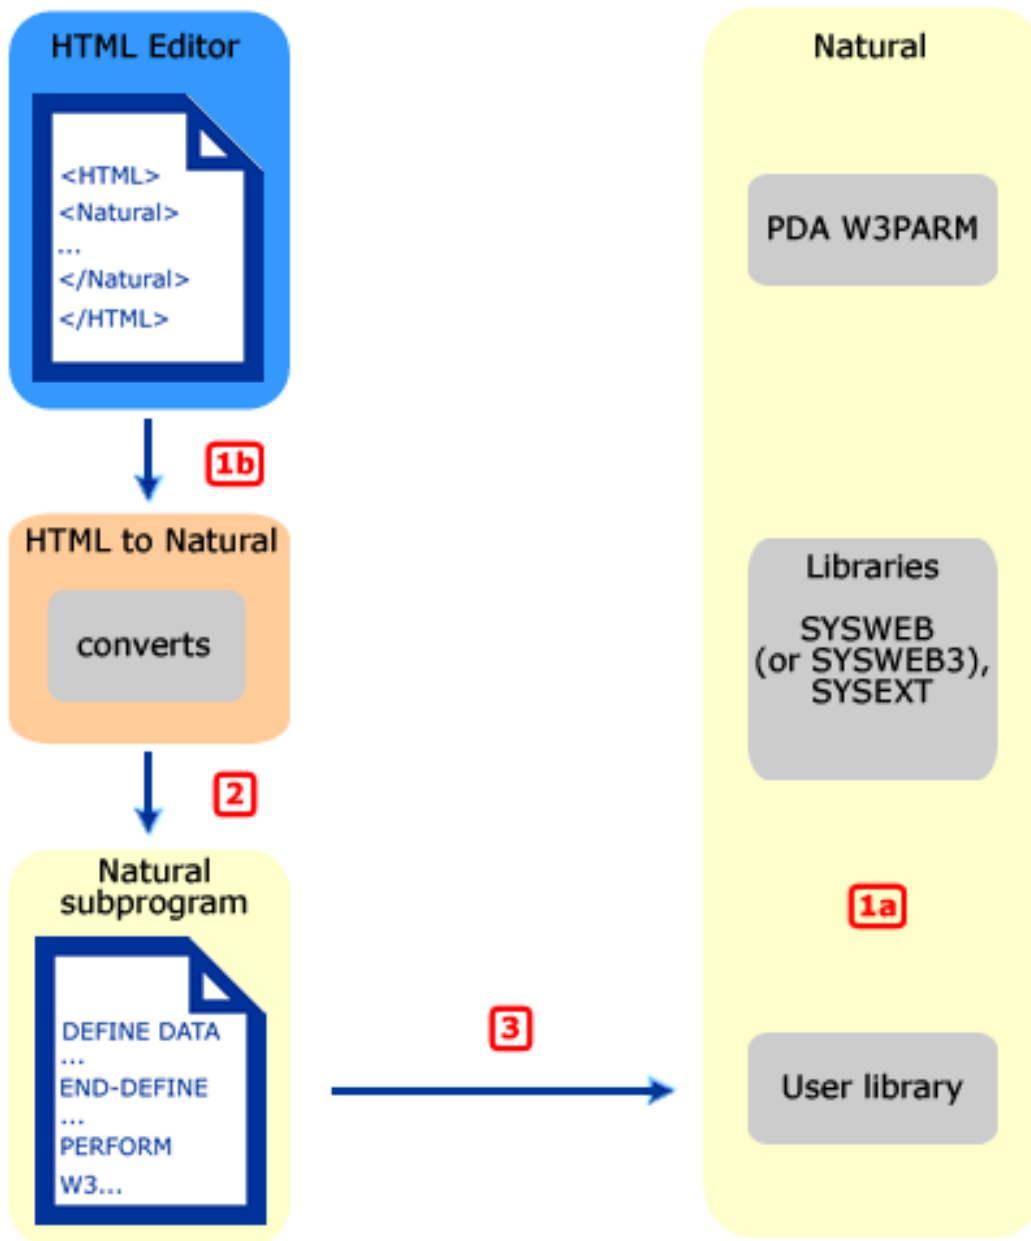 HTML Editor
<HTML>
<Natural>
...
</Natural>
</HTML>
1b
HTML to Natural
converts
2
Natural
subprogram
DEFINE DATA
...
END-DEFINE
...
PERFORM
W3...
3
Natural
PDA W3PARM
Libraries
SYSWEB
(or SYSWEB3),
SYSEXT
1a
User library